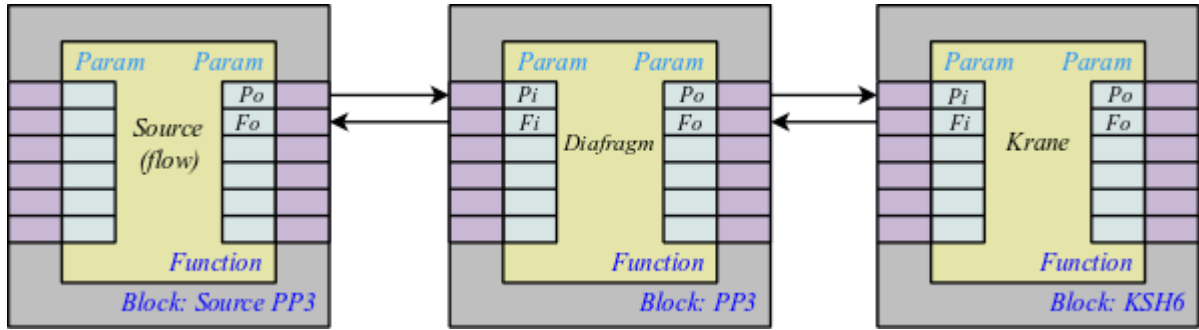 Param Param
Po
Fo
Source
(flow)
Function
Block: Source PP3
Param Param
Pi Po
Fi Fo
Diafragm
Function
Block: PP3
Param Param
Pi Po
Fi Fo
Krane
Function
Block: KSH6